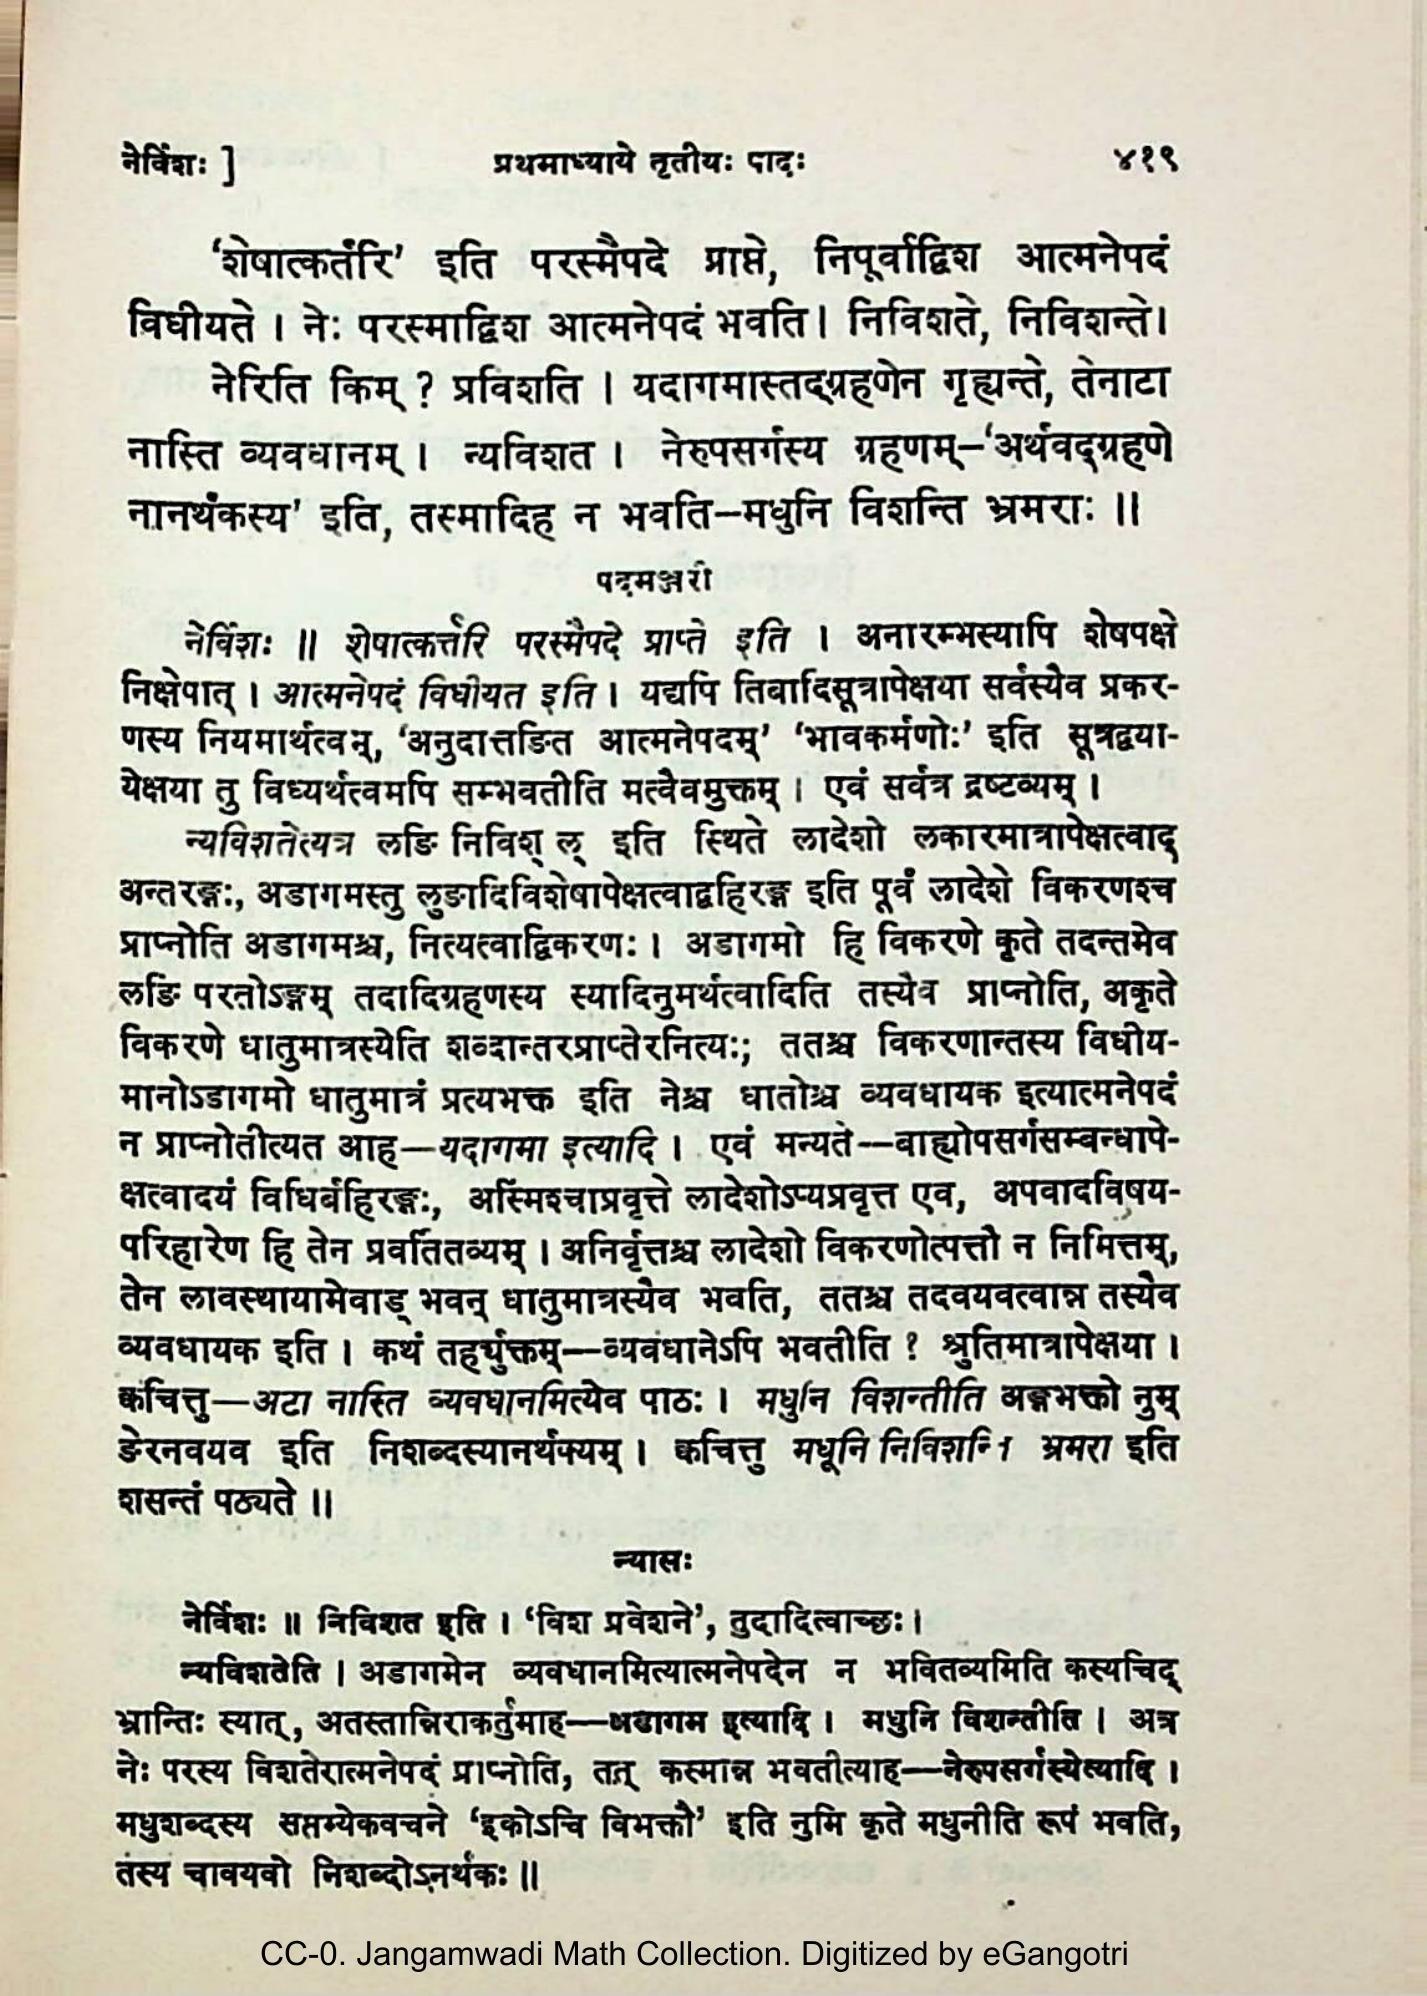 नेर्विशः ] प्रथमाध्याये तृतीयः पादः ४१९
‘शेषात्कर्तरि’ इति परस्मैपदे प्राप्ते, निपूर्वाद्विश आत्मनेपदं
विधीयते । नेः परस्माद्विश आत्मनेपदं भवति। निविशते, निविशन्ते।
नेरिति किम् ? प्रविशति । यदागमास्तद्ग्रहणेन गृह्यन्ते, तेनाटा
नास्ति व्यवधानम् । न्यविशत । नेरुपसर्गस्य ग्रहणम्–‘अर्थवद्ग्रहणे
नानर्थकस्य’ इति, तस्मादिह न भवति–मधुनि विशन्ति भ्रमराः ॥
पदमञ्जरी
नेर्विशः ॥ शेषात्कर्त्तरि परस्मैपदे प्राप्ते इति । अनारम्भस्यापि शेषपक्षे
निक्षेपात् । आत्मनेपदं विधीयत इति । यद्यपि तिबादिसूत्रापेक्षया सर्वस्यैव प्रकर-
णस्य नियमार्थत्वम्, ‘अनुदात्तङित आत्मनेपदम्’ ‘भावकर्मणोः’ इति सूत्रद्वया-
पेक्षया तु विध्यर्थत्वमपि सम्भवतीति मत्वैवमुक्तम् । एवं सर्वत्र द्रष्टव्यम् ।
न्यविशतेत्यत्र लङि निविश् ल् इति स्थिते लादेशो लकारमात्रापेक्षत्वाद्
अन्तरङ्गः, अडागमस्तु लुङादिविशेषापेक्षत्वाद्वहिरङ्ग इति पूर्वं लादेशे विकरणश्च
प्राप्नोति अडागमश्च, नित्यत्वाद्विकरणः । अडागमो हि विकरणे कृते तदन्तमेव
लङि परतोऽङ्गम् तदादिग्रहणस्य स्यादिनुमर्थत्वादिति तस्यैव प्राप्नोति, अकृते
विकरणे धातुमात्रस्येति शब्दान्तरप्राप्तेरनित्यः; ततश्च विकरणान्तस्य विधीय-
मानोऽडागमो धातुमात्रं प्रत्यभक्त इति नेश्च धातोश्च व्यवधायक इत्यात्मनेपदं
न प्राप्नोतीत्यत आह—यदागमा इत्यादि । एवं मन्यते--बाह्योपसर्गसम्बन्धापे-
क्षत्वादयं विधिर्बहिरङ्गः, अस्मिंश्चाप्रवृत्ते लादेशोऽप्यप्रवृत्त एव, अपवादविषय-
परिहारेण हि तेन प्रवर्तितव्यम् । अनिर्वृत्तश्च लादेशो विकरणोत्पत्तौ न निमित्तम्,
तेन लावस्थायामेवाड् भवन् धातुमात्रस्यैव भवति, ततश्च तदवयवत्वान्न तस्यैव
व्यवधायक इति । कथं तर्ह्युक्तम्—व्यवधानेऽपि भवतीति ? श्रुतिमात्रापेक्षया ।
क्वचित्तु—अटा नास्ति व्यवधानमित्येव पाठः । मधुनि विशन्तीति अङ्गभक्तो नुम्
ङेरनवयव इति निशब्दस्यानर्थक्यम् । क्वचित्तु मधूनि निविशन्ति भ्रमरा इति
शसन्तं पठ्यते ॥
न्यासः
नेर्विशः ॥ निविशत इति । ‘विश प्रवेशने’, तुदादित्वाच्छः ।
न्यविशतेति । अडागमेन व्यवधानमित्यात्मनेपदेन न भवितव्यमिति कस्यचिद्
भ्रान्तिः स्यात्, अतस्तान्निराकर्तुमाह—अडागम इत्यादि । मधुनि विशन्तीति । अत्र
नेः परस्य विशतेरात्मनेपदं प्राप्नोति, तत् कस्मान्न भवतीत्याह—नेरुपसर्गस्येत्यादि ।
मधुशब्दस्य सप्तम्येकवचने ‘इकोऽचि विभक्तौ’ इति नुमि कृते मधुनीति रूपं भवति,
तस्य चावयवो निशब्दोऽनर्थकः ॥
CC-0. Jangamwadi Math Collection. Digitized by eGangotri